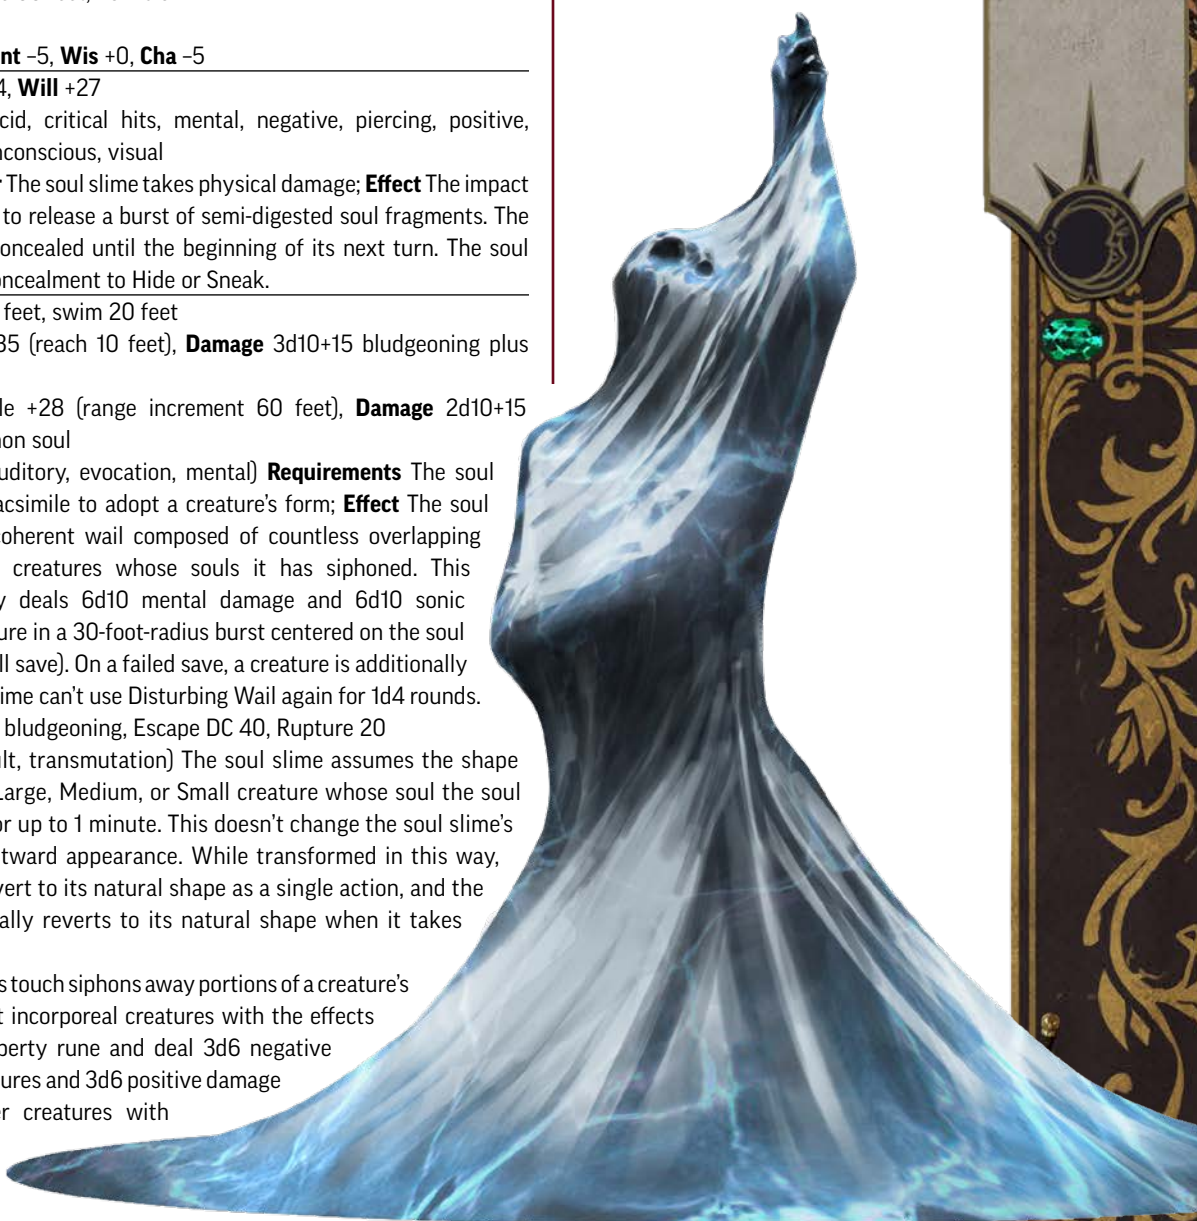 nt –5, Wis +0, Cha –5
4, Will +27
cid, critical hits, mental, negative, piercing, positive,
nconscious, visual
The soul slime takes physical damage; Effect The impact
to release a burst of semi-digested soul fragments. The
oncealed until the beginning of its next turn. The soul
oncealment to Hide or Sneak.
feet, swim 20 feet
35 (reach 10 feet), Damage 3d10+15 bludgeoning plus
le +28 (range increment 60 feet), Damage 2d10+15
hon soul
uditory, evocation, mental) Requirements The soul
acsimile to adopt a creature's form; Effect The soul
coherent wail composed of countless overlapping
creatures whose souls it has siphoned. This
y deals 6d10 mental damage and 6d10 sonic
ure in a 30-foot-radius burst centered on the soul
ll save). On a failed save, a creature is additionally
ime can't use Disturbing Wail again for 1d4 rounds.
bludgeoning, Escape DC 40, Rupture 20
ult, transmutation) The soul slime assumes the shape
Large, Medium, or Small creature whose soul the soul
or up to 1 minute. This doesn't change the soul slime's
tward appearance. While transformed in this way,
vert to its natural shape as a single action, and the
ally reverts to its natural shape when it takes
s touch siphons away portions of a creature's
t incorporeal creatures with the effects
perty rune and deal 3d6 negative
tures and 3d6 positive damage
er creatures with